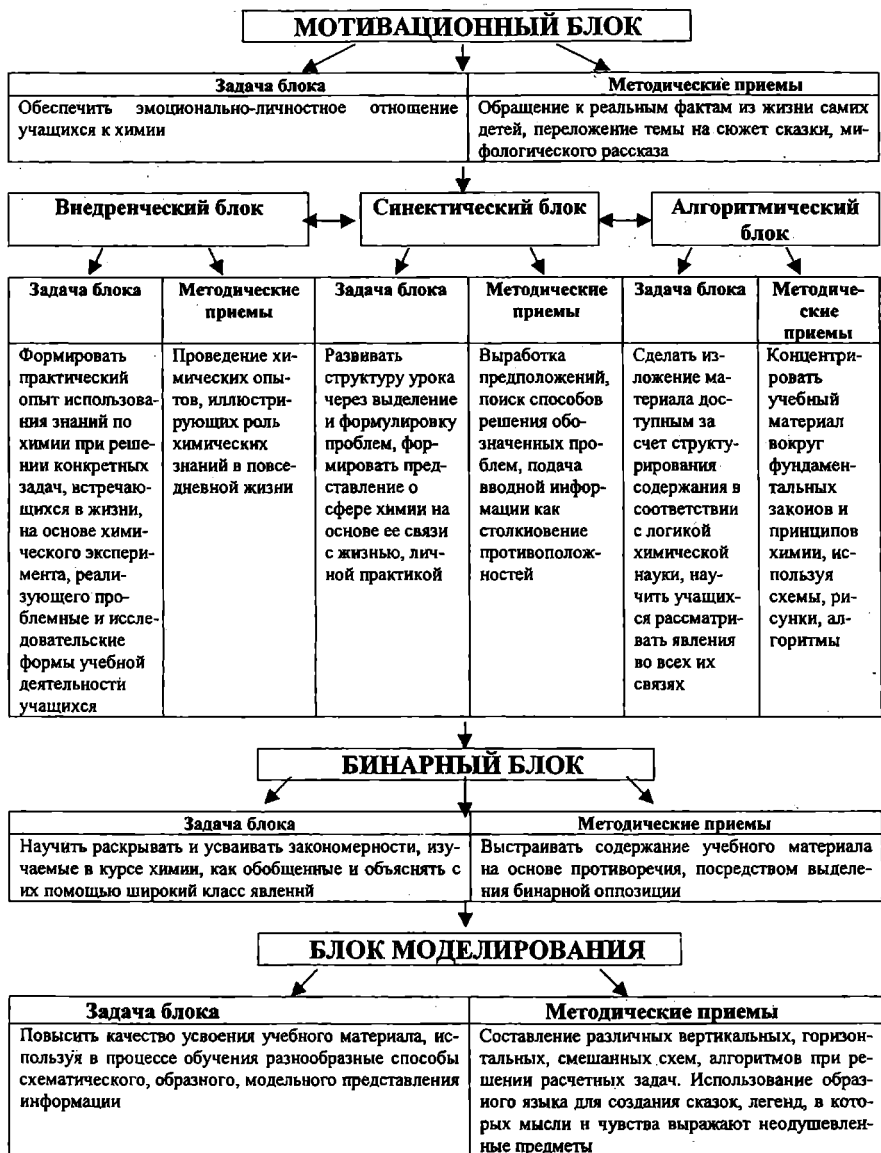 МОТИВАЦИОННЫЙ БЛОК
Задача блока
Обеспечить эмоционально-личностное отношение
учащихся к химии
Методические приемы
Обращение к реальным фактам из жизни самих
детей, переложение темы на сюжет сказки, ми-
фологического рассказа
Внедренческий блок
Синектический блок
Алгоритмический
блок
Задача блока
Формировать
практический
опыт использова-
ния знаний по
химии при реше-
нии конкретных
задач, встречаю-
щихся в жизни,
на основе хими-
ческого экспери-
мента, реали-
зующего про-
блемные и иссле-
довательские
формы учебной
деятельности
учащихся
Методические
приемы
Проведение хи-
мических опы-
тов, иллюстри-
рующих роль
химических
знаний в повсе-
дневной жизни
Задача блока
Развивать
структуру урока
через выделение
и формулировку
проблем, фор-
мировать пред-
ставление о
сфере химии на
основе ее связи
с жизнью, лич-
ной практикой
Методические
приемы
Выработка
предположений,
поиск способов
решения обо-
значенных про-
блем, подача
вводной инфор-
мации как
столкновение
противополож-
ностей
Задача блока
Сделать из-
ложение ма-
териала дос-
тупным за
счет структу-
рирования
содержания в
соответствии
с логикой
химической
науки, нау-
чить учащих-
ся рассматри-
вать явления
во всех их
связях
Методиче-
ские
приемы
Концентри-
ровать
учебный
материал
вокруг
фундамен-
тальных
законов и
принципов
химии, ис-
пользуя
схемы, ри-
сунки, ал-
горитмы
БИНАРНЫЙ БЛОК
Задача блока
Научить раскрывать и усваивать закономерности, изу-
чаемые в курсе химии, как обобщенные и объяснять с
их помощью широкий класс явлений
Методические приемы
Выстраивать содержание учебного материала
на основе противоречия, посредством выделе-
ния бинарной оппозиции
БЛОК МОДЕЛИРОВАНИЯ
Задача блока
Повысить качество усвоения учебного материала, ис-
пользуя в процессе обучения разнообразные способы
схематического, образного, модельного представления
информации
Методические приемы
Составление различных вертикальных, горизон-
тальных, смешанных схем, алгоритмов при ре-
шении расчетных задач. Использование образ-
ного языка для создания сказок, легенд, в кото-
рых мысли и чувства выражают неодушевлен-
ные предметы